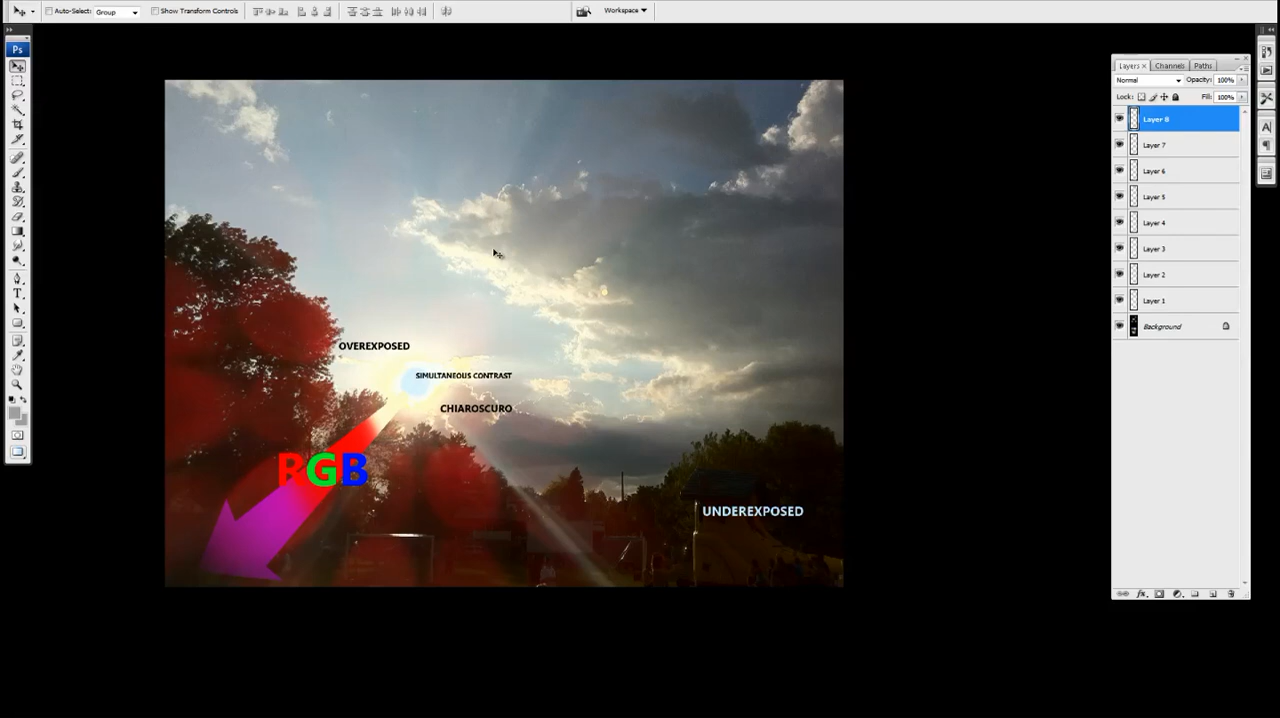 Auto-Select: Group Show Transform Controls Workspace
Ps
Layers × Channels Paths
Normal Opacity: 100%
Lock: Fill: 100%
Layer 8
Layer 7
Layer 6
Layer 5
Layer 4
Layer 3
Layer 2
Layer 1
Background
OVEREXPOSED
SIMULTANEOUS CONTRAST
CHIAROSCURO
RGB
UNDEREXPOSED